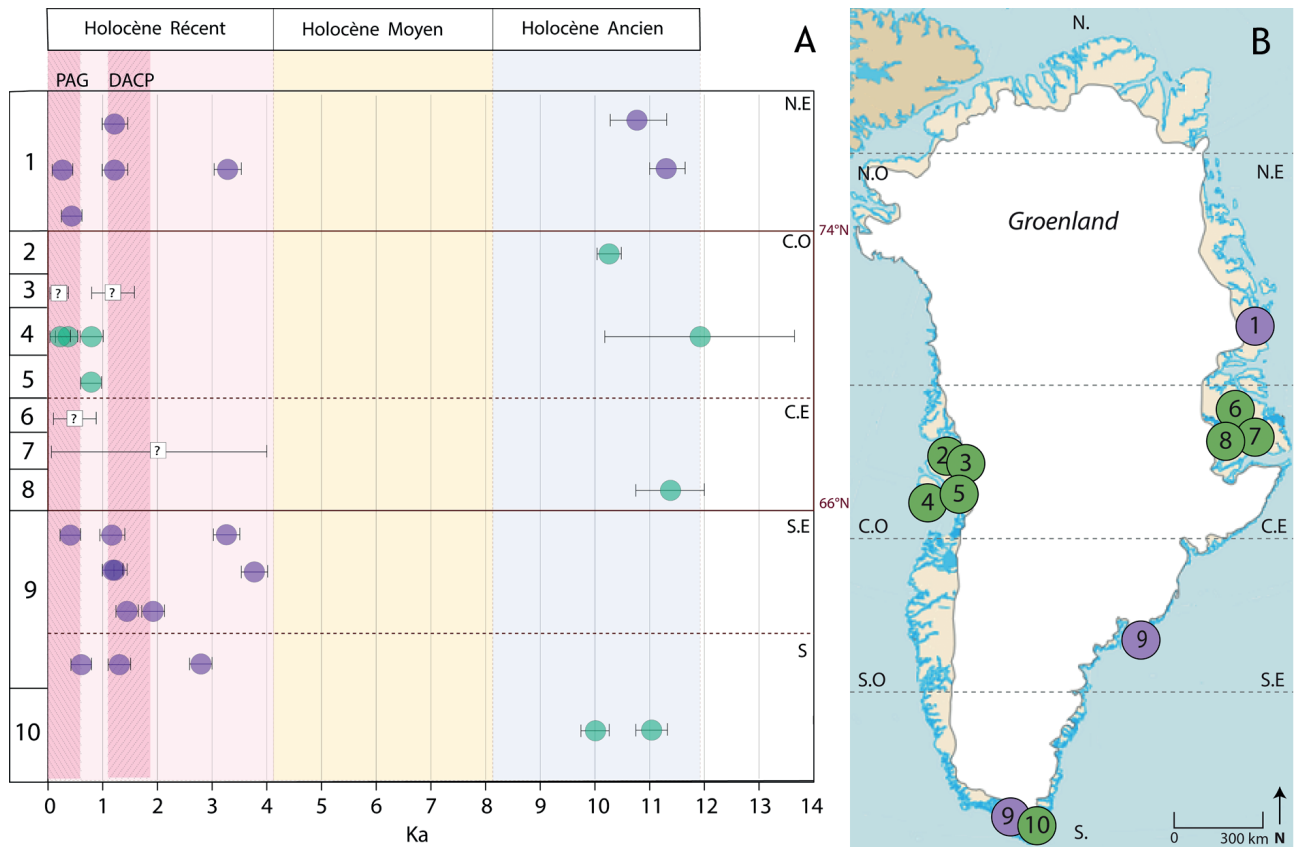 Holocène Récent
Holocène Moyen
Holocène Ancien
A
PAG
DACP
N.E
1
74°N
2
C.O
3
?
?
4
5
6
?
C.E
7
?
8
66°N
S.E
9
S
10
0 1 2 3 4 5 6 7 8 9 10 11 12 13 14
Ka
N.
B
N.O
N.E
Groenland
1
6
7
8
2
3
5
4
C.O
C.E
9
S.O
S.E
9
10
S.
0 300 km
N